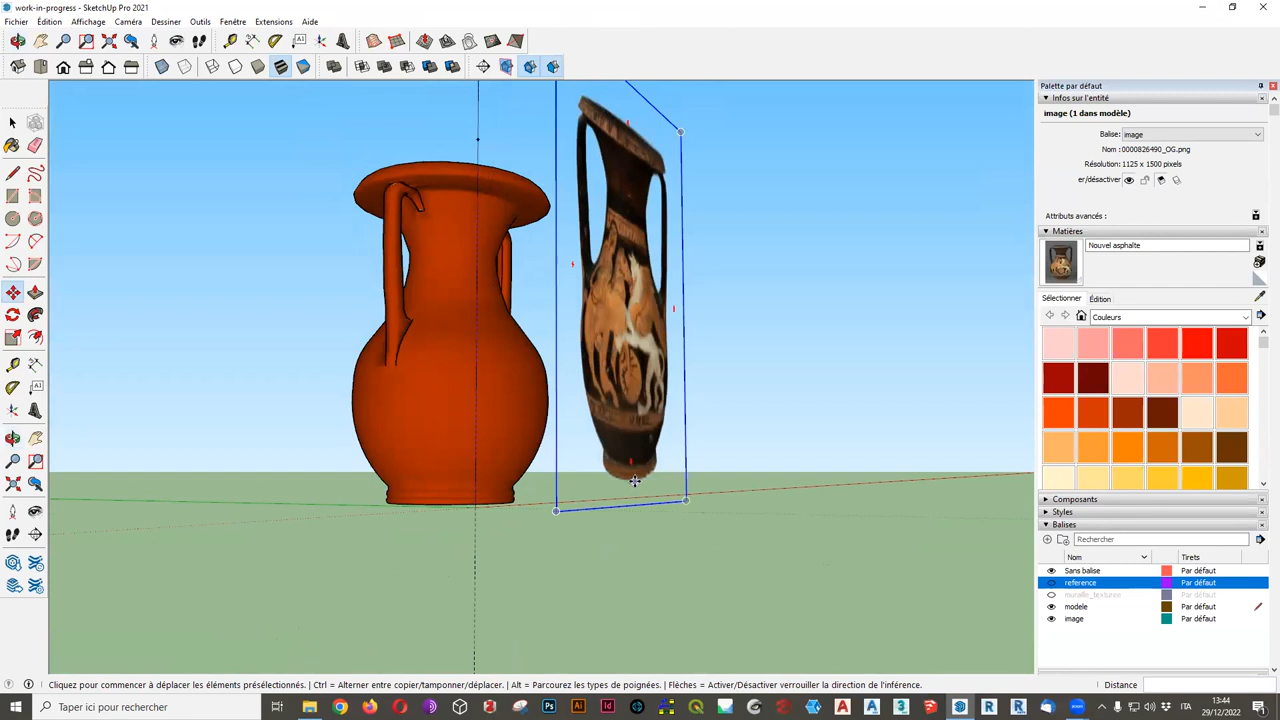 work-in-progress - SketchUp Pro 2021
Fichier Édition Affichage Caméra Dessiner Outils Fenêtre Extensions Aide
Palette par défaut
Infos sur l'entité
image (1 dans modèle)
Balise: image
Nom :0000826490_OG.png
Résolution: 1125 x 1500 pixels
er/désactiver
Attributs avancés :
Matières
Nouvel asphalte
Sélectionner Édition
Couleurs
Composants
Styles
Balises
Rechercher
Nom Tirets
Sans balise Par défaut
reference Par défaut
muraille_texturee Par défaut
modele Par défaut
image Par défaut
Cliquez pour commencer à déplacer les éléments présélectionnés. | Ctrl = Alterner entre copier/tamponner/déplacer. | Alt = Parcourez les types de poignées. | Flèches = Activer/Désactiver verrouiller la direction de l'inférence.
Distance
Taper ici pour rechercher
ITA
13:44
29/12/2022